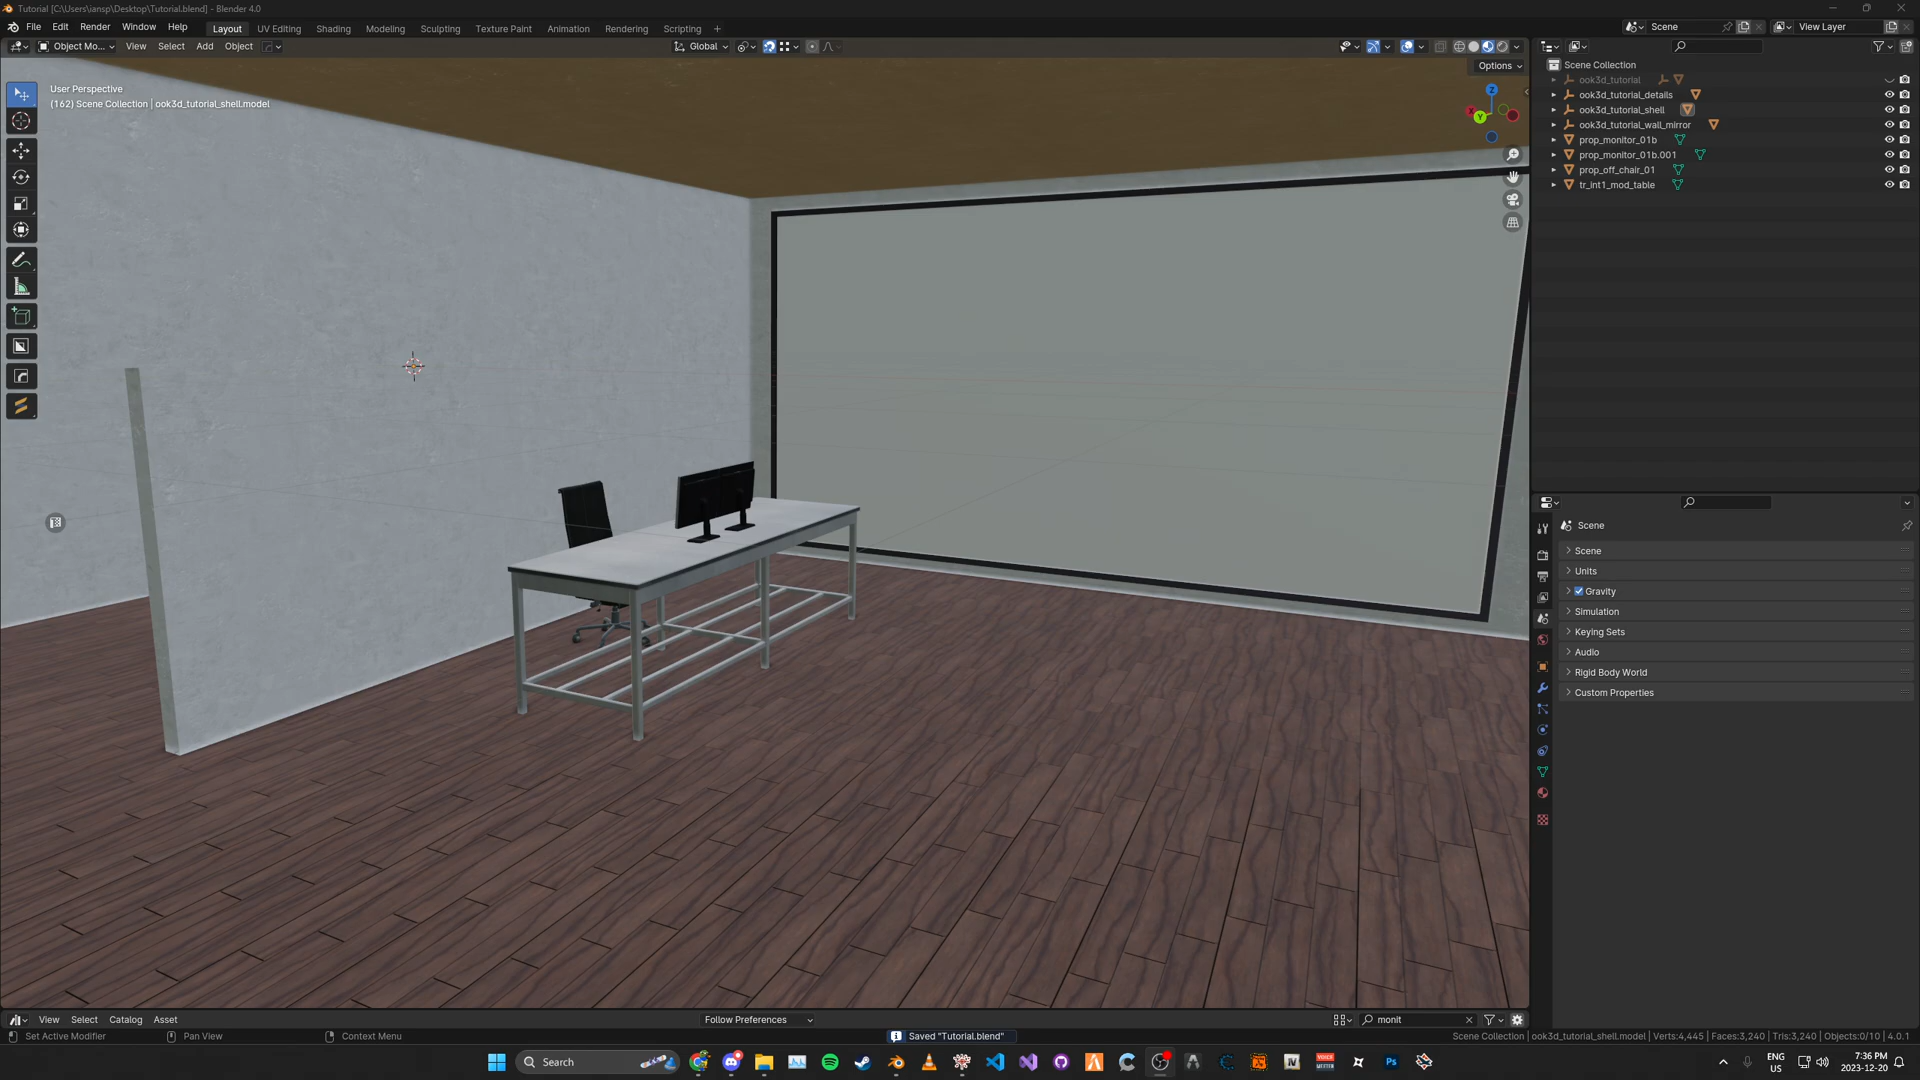 Tutorial [C:\Users\iansp\Desktop\Tutorial.blend] - Blender 4.0
File Edit Render Window Help Layout UV Editing Shading Modeling Sculpting Texture Paint Animation Rendering Scripting + Scene View Layer
Object Mo... View Select Add Object Global
Options
User Perspective
(162) Scene Collection | ook3d_tutorial_shell.model
Z
Y
Scene Collection
ook3d_tutorial
ook3d_tutorial_details
ook3d_tutorial_shell
ook3d_tutorial_wall_mirror
prop_monitor_01b
prop_monitor_01b.001
prop_off_chair_01
tr_int1_mod_table
Scene
Scene
Units
Gravity
Simulation
Keying Sets
Audio
Rigid Body World
Custom Properties
View Select Catalog Asset Follow Preferences monit
Set Active Modifier Pan View Context Menu Saved "Tutorial.blend" Scene Collection | ook3d_tutorial_shell.model | Verts:4,445 | Faces:3,240 | Tris:3,240 | Objects:0/10 | 4.0.1
Search
ENG
US
7:36 PM
2023-12-20